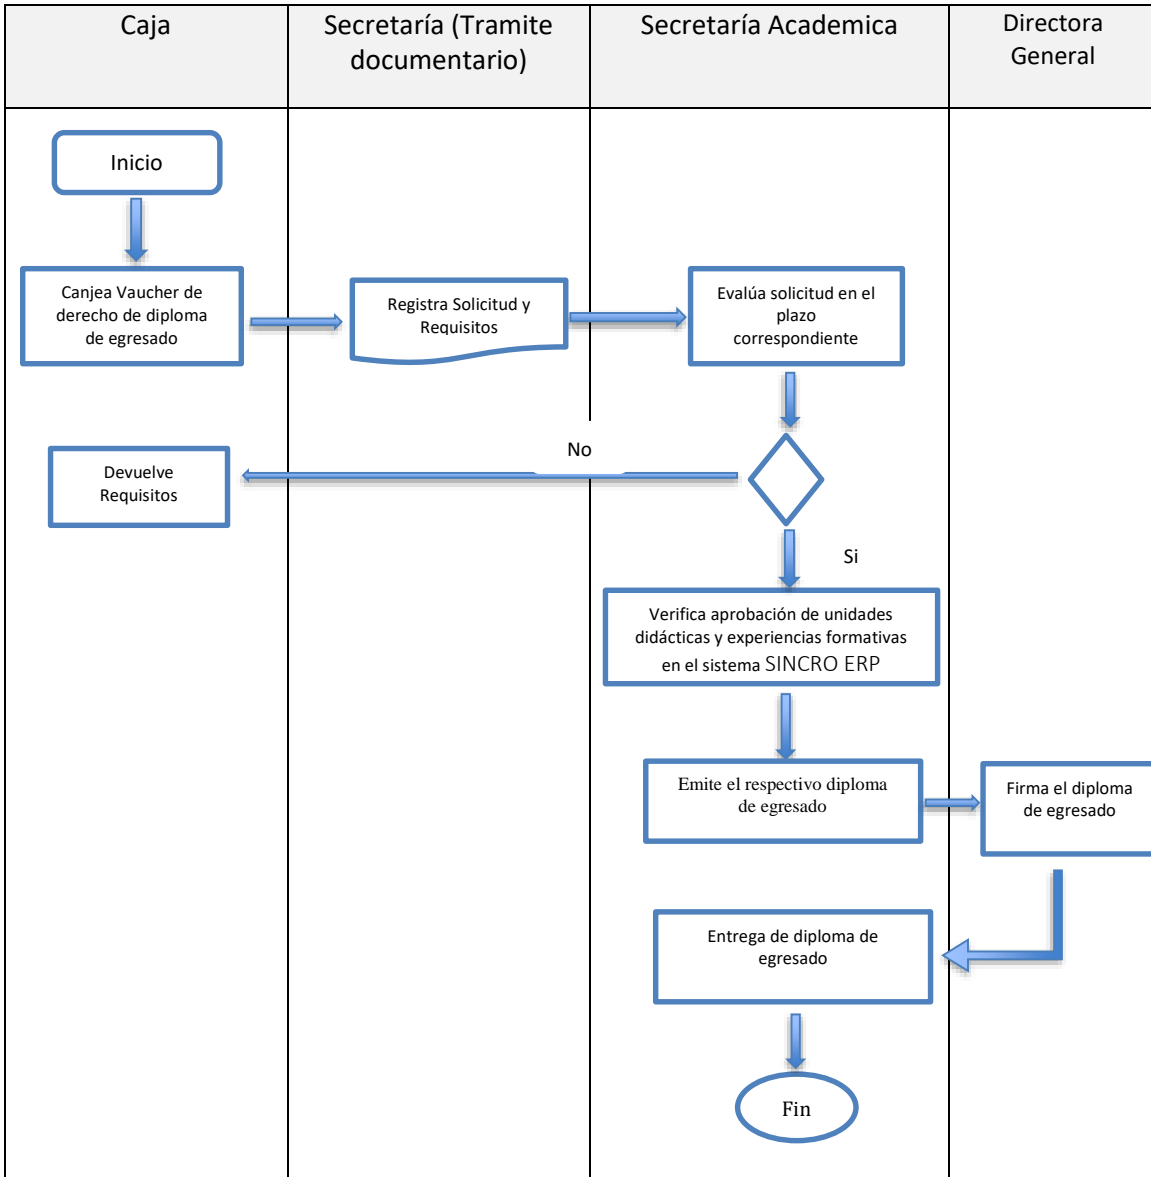 Caja
Secretaría (Tramite
documentario)
Secretaría Academica
Directora
General
Inicio
Canjea Vaucher de
derecho de diploma
de egresado
Registra Solicitud y
Requisitos
Evalúa solicitud en el
plazo
correspondiente
No
Devuelve
Requisitos
Si
Verifica aprobación de unidades
didácticas y experiencias formativas
en el sistema SINCRO ERP
Emite el respectivo diploma
de egresado
Firma el diploma
de egresado
Entrega de diploma de
egresado
Fin